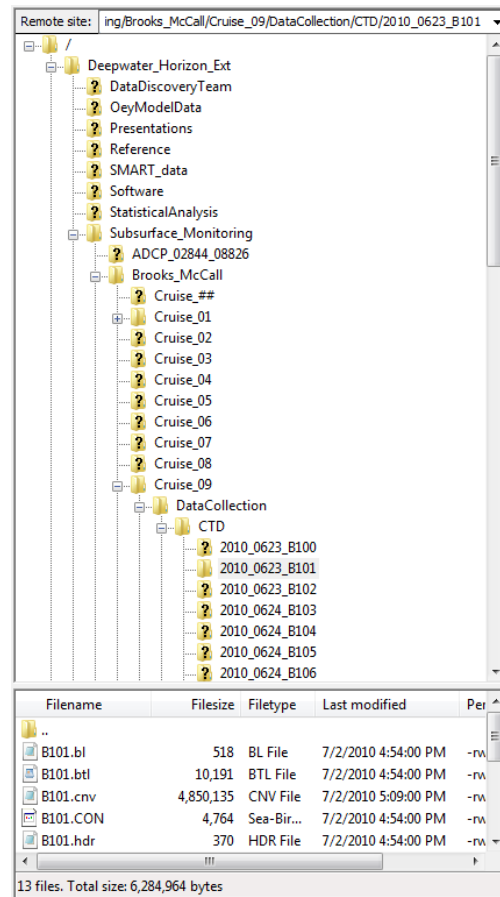 Remote site: ing/Brooks_McCall/Cruise_09/DataCollection/CTD/2010_0623_B101
/
Deepwater_Horizon_Ext
? DataDiscoveryTeam
? OeyModelData
? Presentations
? Reference
? SMART_data
? Software
? StatisticalAnalysis
Subsurface_Monitoring
? ADCP_02844_08826
Brooks_McCall
? Cruise_##
Cruise_01
? Cruise_02
? Cruise_03
? Cruise_04
? Cruise_05
? Cruise_06
? Cruise_07
? Cruise_08
Cruise_09
DataCollection
CTD
? 2010_0623_B100
2010_0623_B101
? 2010_0623_B102
? 2010_0624_B103
? 2010_0624_B104
? 2010_0624_B105
? 2010_0624_B106
Filename Filesize Filetype Last modified Per
..
B101.bl 518 BL File 7/2/2010 4:54:00 PM -rw
B101.btl 10,191 BTL File 7/2/2010 4:54:00 PM -rw
B101.cnv 4,850,135 CNV File 7/2/2010 5:09:00 PM -rw
B101.CON 4,764 Sea-Bir... 7/2/2010 4:54:00 PM -rw
B101.hdr 370 HDR File 7/2/2010 4:54:00 PM -rw
13 files. Total size: 6,284,964 bytes